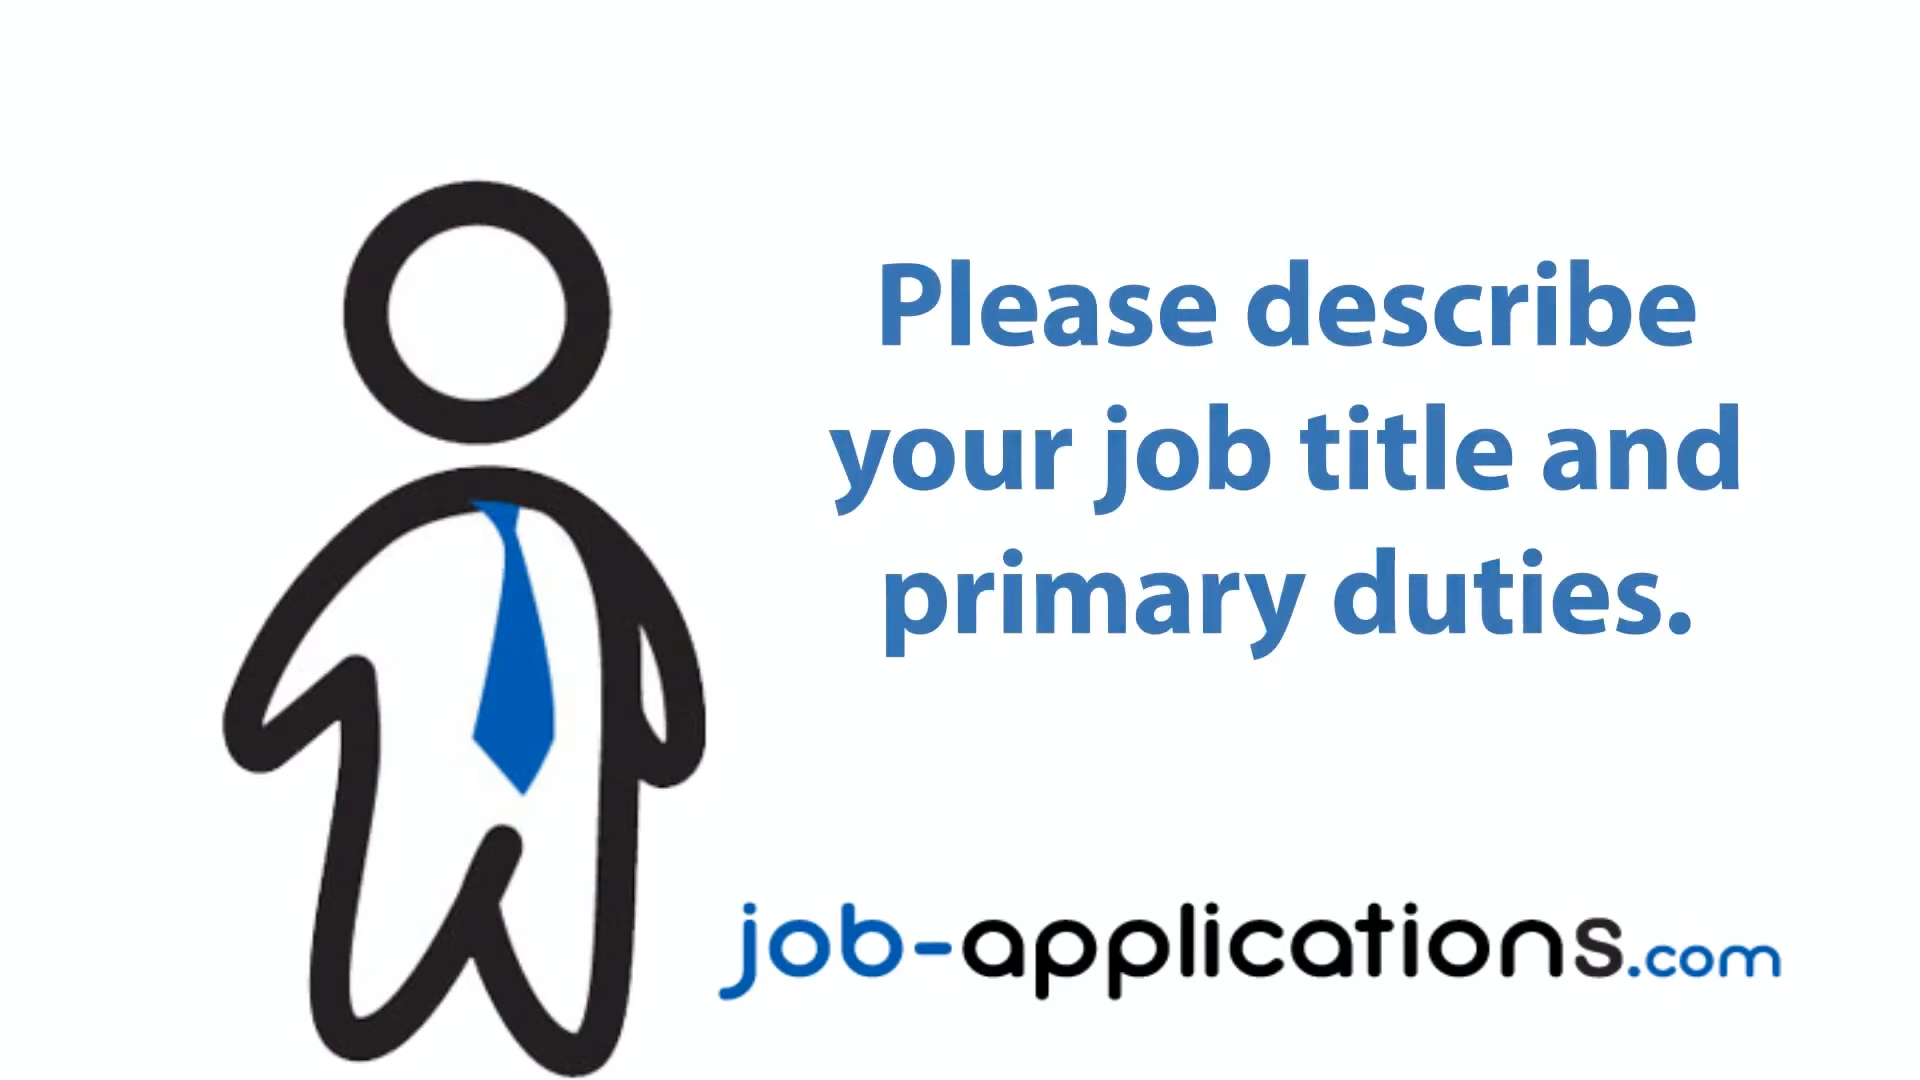 Please describe
your job title and
primary duties.
job-applications.com